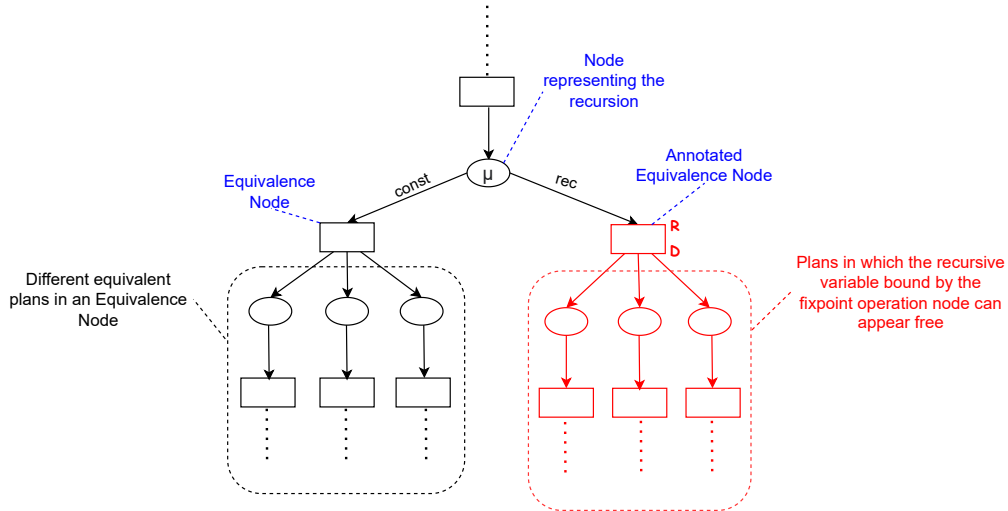 Node
representing the
recursion
μ
const
rec
Annotated
Equivalence Node
Equivalence
Node
R
D
Different equivalent
plans in an Equivalence
Node
Plans in which the recursive
variable bound by the
fixpoint operation node can
appear free